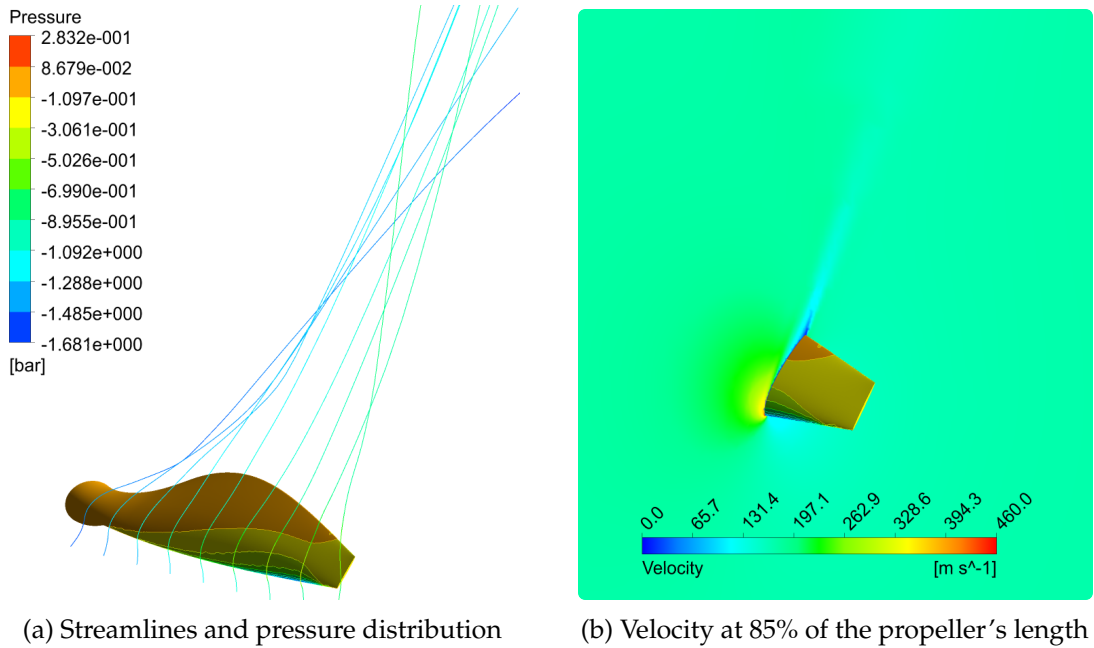 Pressure
2.832e-001
8.679e-002
-1.097e-001
-3.061e-001
-5.026e-001
-6.990e-001
-8.955e-001
-1.092e+000
-1.288e+000
-1.485e+000
-1.681e+000
[bar]
0.0 65.7 131.4 197.1 262.9 328.6 394.3 460.0
Velocity [m s^-1]
(a) Streamlines and pressure distribution
(b) Velocity at 85% of the propeller's length